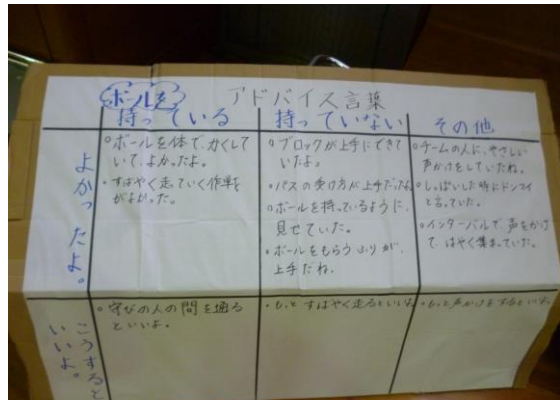 アドバイス言葉
ボールを
持っている
持っていない
その他
よかったよ。
ボールを体で、かくして
いて、よかったよ。
すばやく走っていく作戦
がよかった。
ブロックが上手にできて
いたよ。
パスの受け方が上手だったよ
ボールを持っているように、
見せていた。
ボールをもらうふりが、
上手だね。
チームの人に、やさしい
声かけをしていたね。
しっぱいした時にドンマイ
と言っていた。
インターバルで、声をかけ
て、はやく集まっていた。
こうすると
いいよ。
守びの人の間を通る
といいよ。
もっとすばやく走るといいよ
もっと声かけをするといいよ